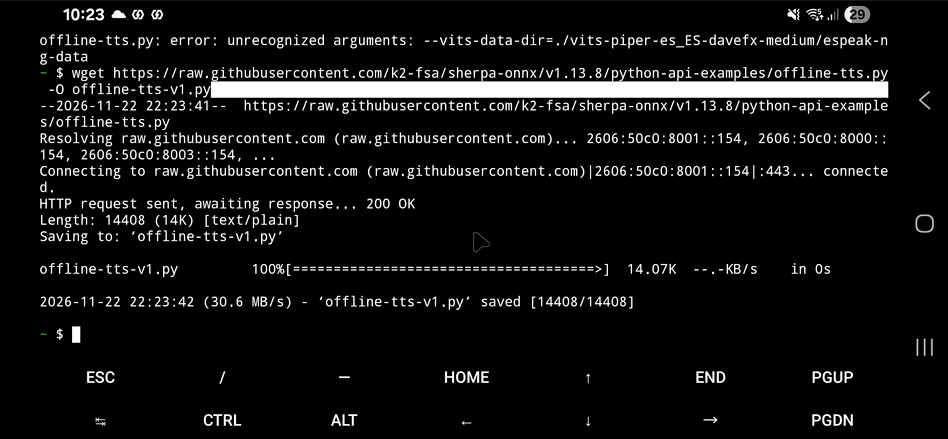 10:23
29
offline-tts.py: error: unrecognized arguments: --vits-data-dir=./vits-piper-es_ES-davefx-medium/espeak-n
g-data
~ $ wget https://raw.githubusercontent.com/k2-fsa/sherpa-onnx/v1.13.8/python-api-examples/offline-tts.py
-O offline-tts-v1.py
--2026-11-22 22:23:41--  https://raw.githubusercontent.com/k2-fsa/sherpa-onnx/v1.13.8/python-api-example
s/offline-tts.py
Resolving raw.githubusercontent.com (raw.githubusercontent.com)... 2606:50c0:8001::154, 2606:50c0:8000::
154, 2606:50c0:8003::154, ...
Connecting to raw.githubusercontent.com (raw.githubusercontent.com)|2606:50c0:8001::154|:443... connecte
d.
HTTP request sent, awaiting response... 200 OK
Length: 14408 (14K) [text/plain]
Saving to: ‘offline-tts-v1.py’
offline-tts-v1.py         100%[=====================================>]  14.07K  --.-KB/s    in 0s
2026-11-22 22:23:42 (30.6 MB/s) - ‘offline-tts-v1.py’ saved [14408/14408]
~ $
ESC / — HOME ↑ END PGUP
↹ CTRL ALT ← ↓ → PGDN